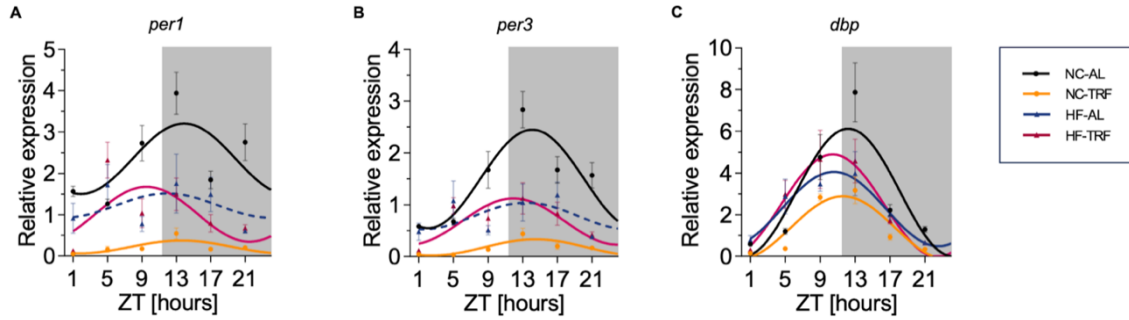 A
per1
Relative expression
5
4
3
2
1
0
1 5 9 13 17 21
ZT [hours]
B
per3
Relative expression
4
3
2
1
0
1 5 9 13 17 21
ZT [hours]
C
dbp
Relative expression
10
8
6
4
2
0
1 5 9 13 17 21
ZT [hours]
NC-AL
NC-TRF
HF-AL
HF-TRF